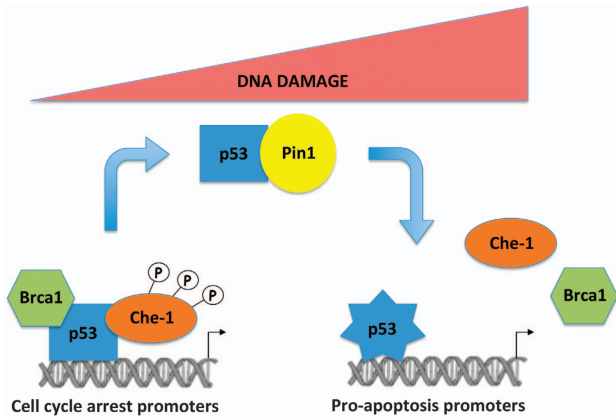 DNA DAMAGE
p53
Pin1
Che-1
Brca1
Brca1
p53
Che-1
P
P
P
p53
Cell cycle arrest promoters
Pro-apoptosis promoters